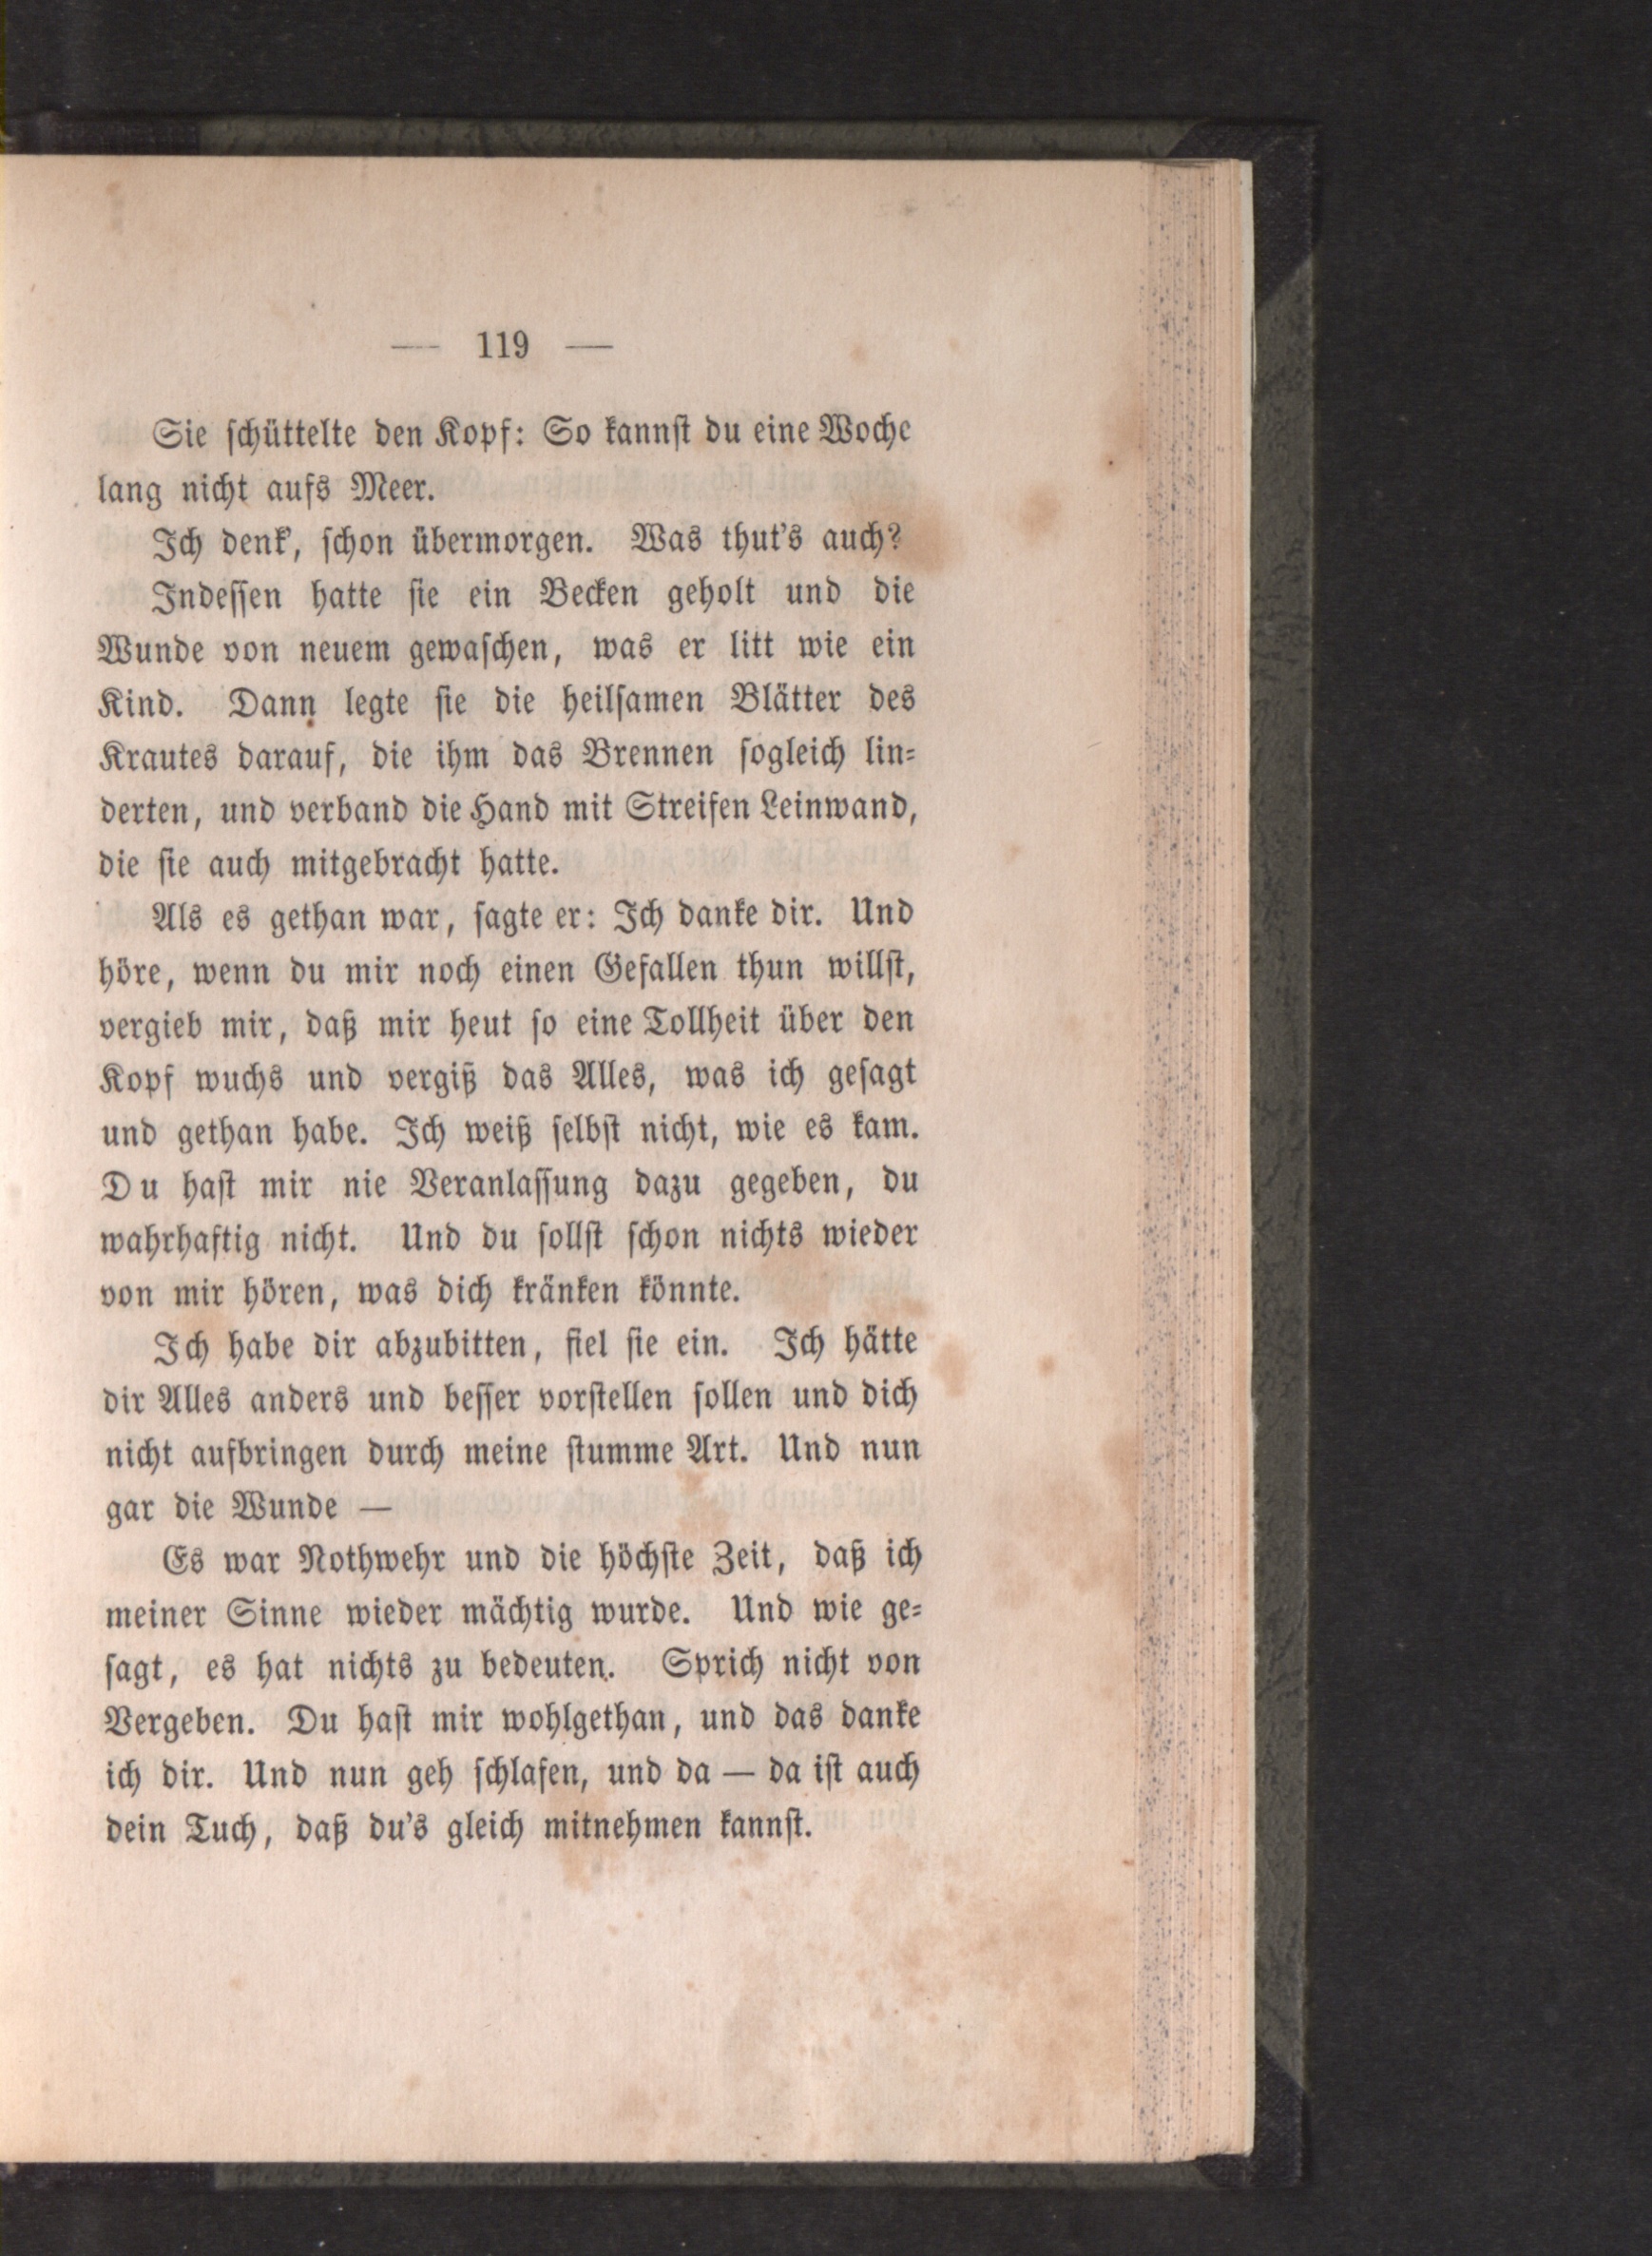 — 119 —
Sie ſchüttelte den Kopf: So kannſt du eine Woche
lang nicht aufs Meer.
Ich denk', ſchon übermorgen. Was thut's auch?
Indeſſen hatte ſie ein Becken geholt und die
Wunde von neuem gewaſchen, was er litt wie ein
Kind. Dann legte ſie die heilſamen Blätter des
Krautes darauf, die ihm das Brennen ſogleich lin-
derten, und verband die Hand mit Streifen Leinwand,
die ſie auch mitgebracht hatte.
Als es gethan war, ſagte er: Ich danke dir. Und
höre, wenn du mir noch einen Gefallen thun willſt,
vergieb mir, daß mir heut ſo eine Tollheit über den
Kopf wuchs und vergiß das Alles, was ich geſagt
und gethan habe. Ich weiß ſelbſt nicht, wie es kam.
Du haſt mir nie Veranlaſſung dazu gegeben, du
wahrhaftig nicht. Und du ſollſt ſchon nichts wieder
von mir hören, was dich kränken könnte.
Ich habe dir abzubitten, fiel ſie ein. Ich hätte
dir Alles anders und beſſer vorſtellen ſollen und dich
nicht aufbringen durch meine ſtumme Art. Und nun
gar die Wunde —
Es war Nothwehr und die höchſte Zeit, daß ich
meiner Sinne wieder mächtig wurde. Und wie ge-
ſagt, es hat nichts zu bedeuten. Sprich nicht von
Vergeben. Du haſt mir wohlgethan, und das danke
ich dir. Und nun geh ſchlafen, und da — da iſt auch
dein Tuch, daß du's gleich mitnehmen kannſt.